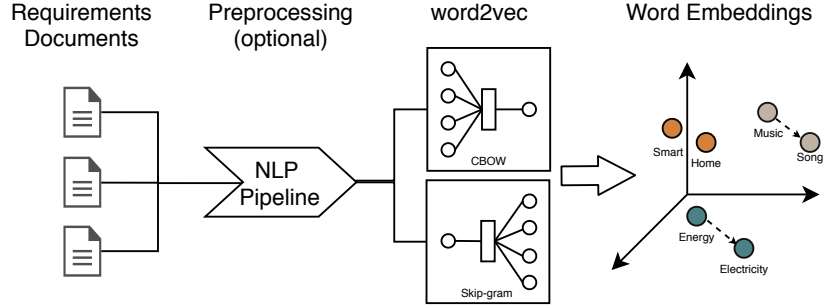 Requirements
Documents
Preprocessing
(optional)
word2vec
Word Embeddings
NLP
Pipeline
CBOW
Skip-gram
Smart
Home
Music
Song
Energy
Electricity